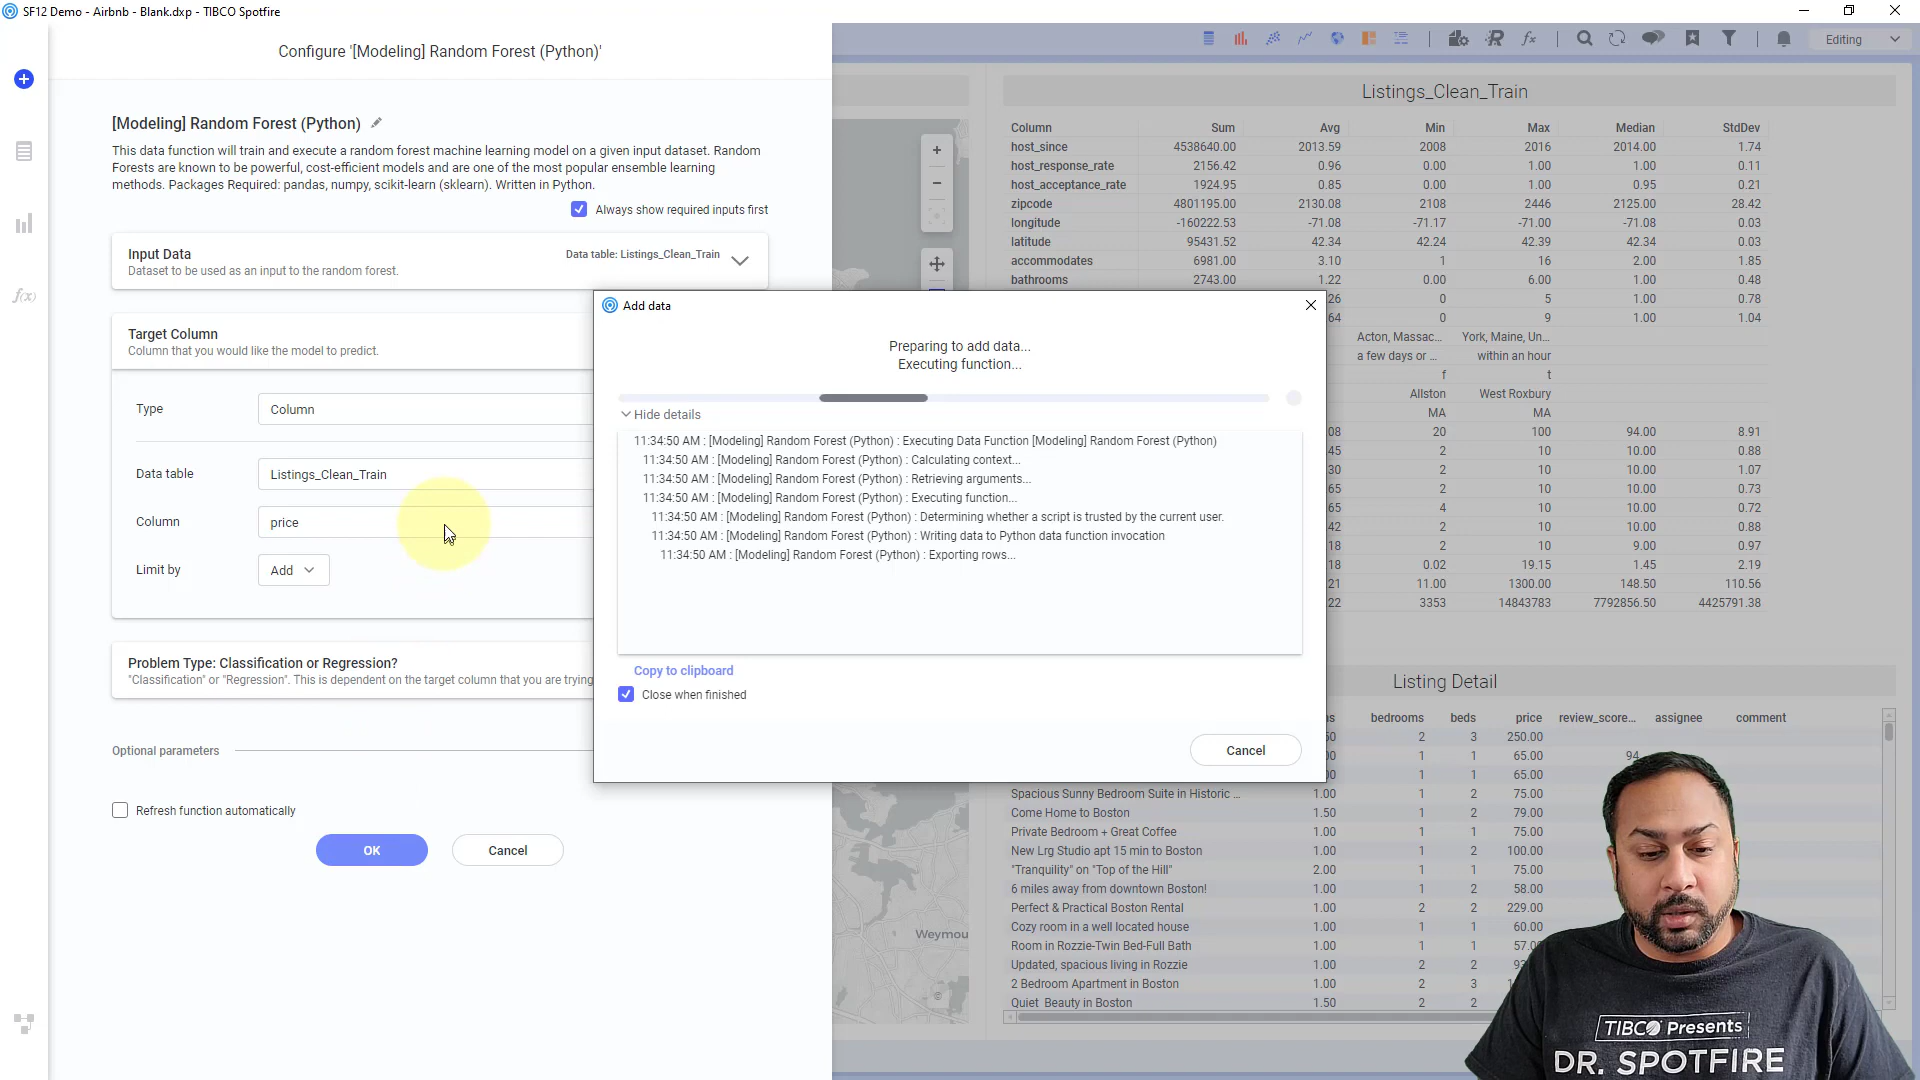 SF12 Demo - Airbnb - Blank.dxp - TIBCO Spotfire
Configure '[Modeling] Random Forest (Python)'
Editing
[Modeling] Random Forest (Python)
This data function will train and execute a random forest machine learning model on a given input dataset. Random
Forests are known to be powerful, cost-efficient models and are one of the most popular ensemble learning
methods. Packages Required: pandas, numpy, scikit-learn (sklearn). Written in Python.
Always show required inputs first
Input Data
Data table: Listings_Clean_Train
Dataset to be used as an input to the random forest.
Target Column
Column that you would like the model to predict.
Type Column
Data table Listings_Clean_Train
Column price
Limit by Add
Problem Type: Classification or Regression?
"Classification" or "Regression". This is dependent on the target column that you are trying
Optional parameters
Refresh function automatically
OK Cancel
f(x)
Add data
Preparing to add data...
Executing function...
Hide details
11:34:50 AM : [Modeling] Random Forest (Python) : Executing Data Function [Modeling] Random Forest (Python)
11:34:50 AM : [Modeling] Random Forest (Python) : Calculating context...
11:34:50 AM : [Modeling] Random Forest (Python) : Retrieving arguments...
11:34:50 AM : [Modeling] Random Forest (Python) : Executing function...
11:34:50 AM : [Modeling] Random Forest (Python) : Determining whether a script is trusted by the current user.
11:34:50 AM : [Modeling] Random Forest (Python) : Writing data to Python data function invocation
11:34:50 AM : [Modeling] Random Forest (Python) : Exporting rows...
Copy to clipboard
Close when finished
Cancel
Listings_Clean_Train
Column Sum Avg Min Max Median StdDev
host_since 4538640.00 2013.59 2008 2016 2014.00 1.74
host_response_rate 2156.42 0.96 0.00 1.00 1.00 0.11
host_acceptance_rate 1924.95 0.85 0.00 1.00 0.95 0.21
zipcode 4801195.00 2130.08 2108 2446 2125.00 28.42
longitude -160222.53 -71.08 -71.17 -71.00 -71.08 0.03
latitude 95431.52 42.34 42.24 42.39 42.34 0.03
accommodates 6981.00 3.10 1 16 2.00 1.85
bathrooms 2743.00 1.22 0.00 6.00 1.00 0.48
26 0 5 1.00 0.78
64 0 9 1.00 1.04
Acton, Massac... York, Maine, Un...
a few days or ... within an hour
f t
Allston West Roxbury
MA MA
08 20 100 94.00 8.91
45 2 10 10.00 0.88
30 2 10 10.00 1.07
65 2 10 10.00 0.73
65 4 10 10.00 0.72
42 2 10 10.00 0.88
18 2 10 9.00 0.97
18 0.02 19.15 1.45 2.19
21 11.00 1300.00 148.50 110.56
22 3353 14843783 7792856.50 4425791.38
Listing Detail
bedrooms beds price review_score... assignee comment
50 2 3 250.00
00 1 1 65.00 94
00 1 1 65.00
Spacious Sunny Bedroom Suite in Historic ... 1.00 1 2 75.00
Come Home to Boston 1.50 1 2 79.00
Private Bedroom + Great Coffee 1.00 1 1 75.00
New Lrg Studio apt 15 min to Boston 1.00 1 2 100.00
"Tranquility" on "Top of the Hill" 2.00 1 1 75.00
6 miles away from downtown Boston! 1.00 1 2 58.00
Perfect & Practical Boston Rental 1.00 2 2 229.00
Cozy room in a well located house 1.00 1 1 60.00
Room in Rozzie-Twin Bed-Full Bath 1.00 1 2 57.0
Updated, spacious living in Rozzie 1.00 2 2
2 Bedroom Apartment in Boston 1.00 2 3
Quiet Beauty in Boston 1.50 2 2
Weymou
TIBCO Presents
DR. SPOTFIRE